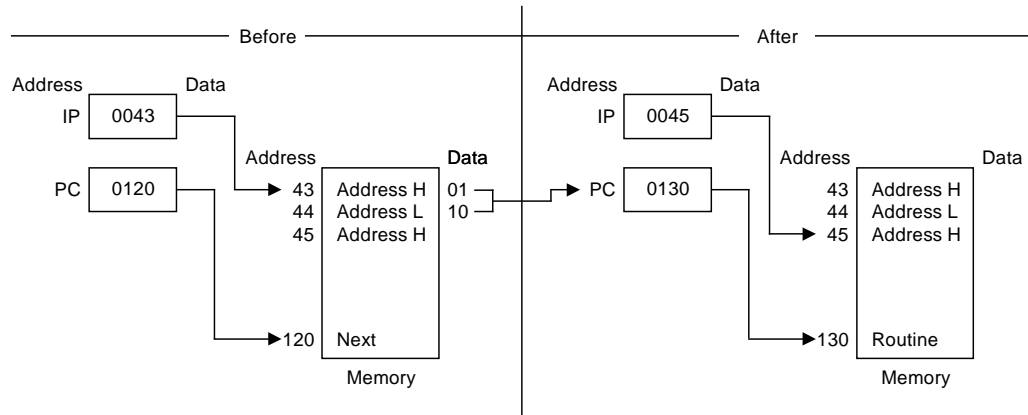 Before
Address Data
IP 0043
Address Data
PC 0120
43 Address H 01
44 Address L 10
45 Address H
120 Next
Memory
After
Address Data
IP 0045
Address Data
PC 0130
43 Address H
44 Address L
45 Address H
130 Routine
Memory